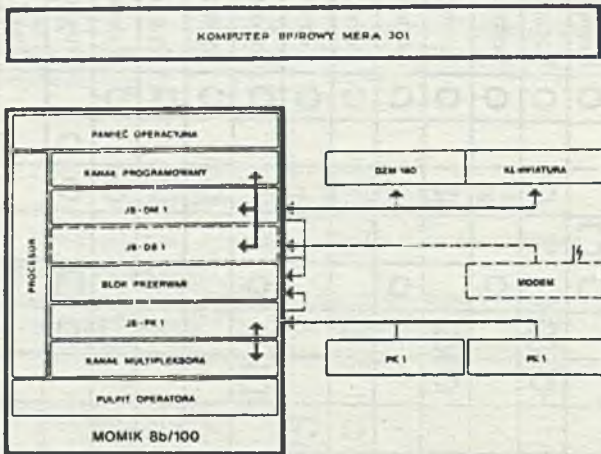 KOMPUTER BIUROWY MERA 301
PAMIĘĆ OPERACYJNA
PROCESOR
KANAŁ PROGRAMOWANY
JS-DM 1
JS-DS 1
BLOK PRZERWAŃ
JS-PK 1
KANAŁ MULTIPLEKSORA
PULPIT OPERATORA
MOMIK 8b/100
DZM 180 KLAWIATURA
MODEM
PK 1 PK 1